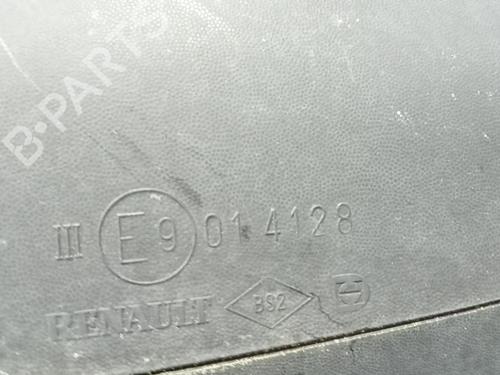 B-PARTS
III E9 014128
RENAULT BS2